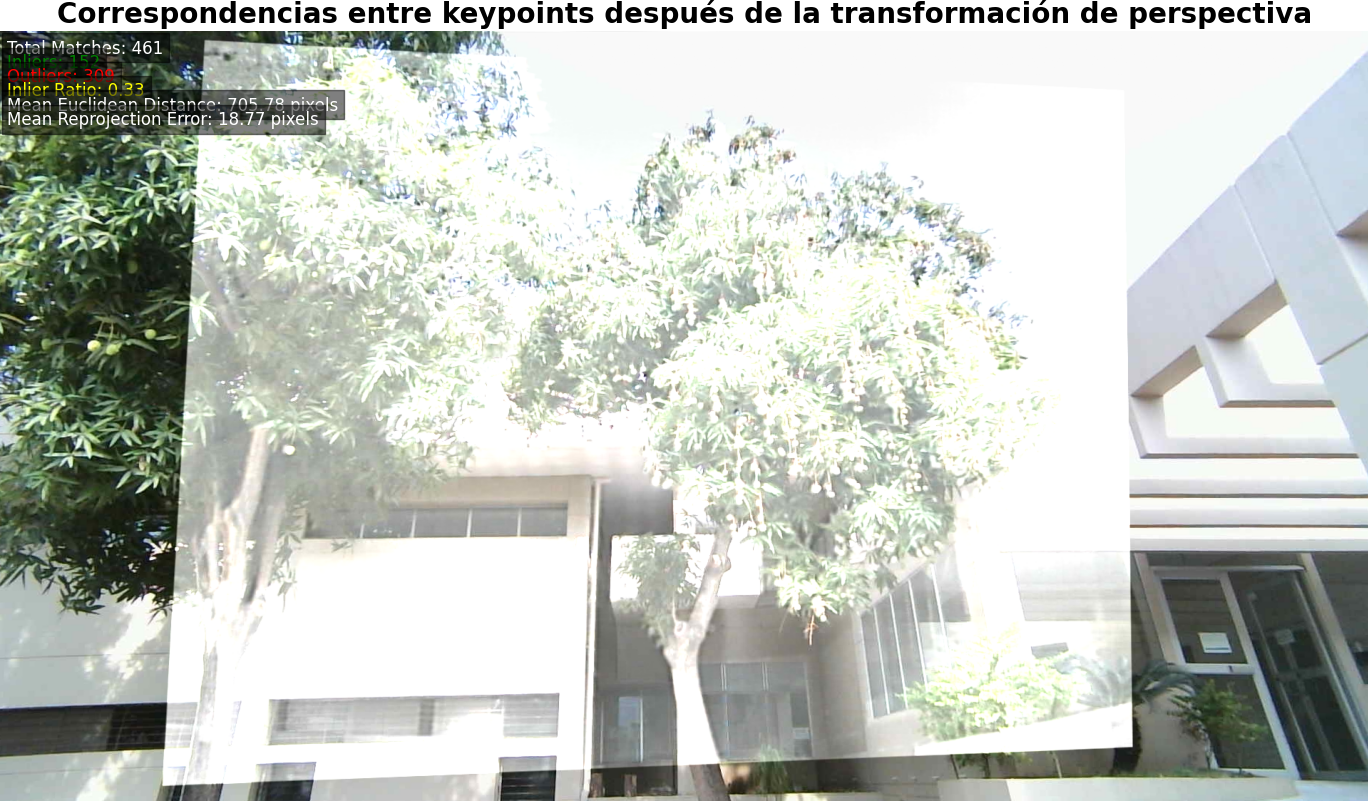 Correspondencias entre keypoints después de la transformación de perspectiva
Total Matches: 461
Inliers: 152
Outliers: 309
Inlier Ratio: 0.33
Mean Euclidean Distance: 705.78 pixels
Mean Reprojection Error: 18.77 pixels